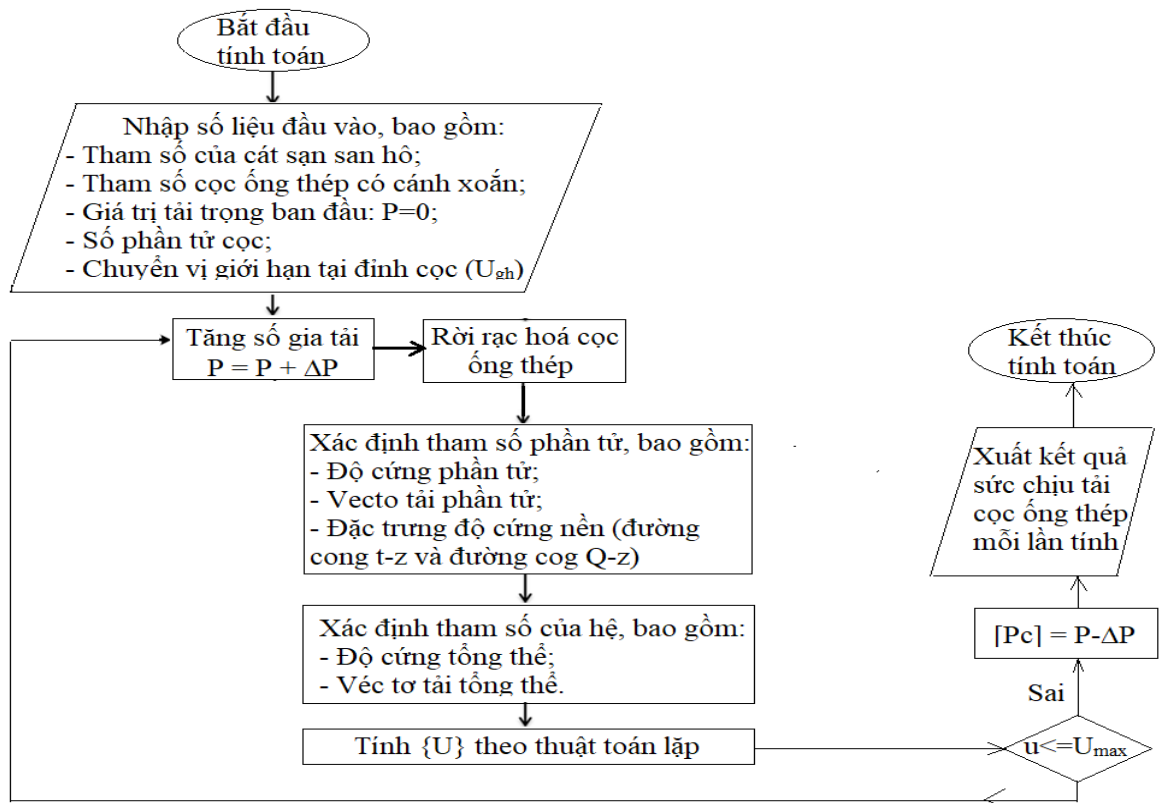 Bắt đầu
tính toán
Nhập số liệu đầu vào, bao gồm:
- Tham số của cát sạn san hô;
- Tham số cọc ống thép có cánh xoắn;
- Giá trị tải trọng ban đầu: P=0;
- Số phần tử cọc;
- Chuyển vị giới hạn tại đỉnh cọc (Ugh)
Tăng số gia tải
P = P + ΔP
Rời rạc hoá cọc
ống thép
Xác định tham số phần tử, bao gồm:
- Độ cứng phần tử;
- Vecto tải phần tử;
- Đặc trưng độ cứng nền (đường
cong t-z và đường cog Q-z)
Xác định tham số của hệ, bao gồm:
- Độ cứng tổng thể;
- Véc tơ tải tổng thể.
Tính {U} theo thuật toán lặp
u<=Umax
Sai
⌈Pc⌉ = P-ΔP
Xuất kết quả
sức chịu tải
cọc ống thép
mỗi lần tính
Kết thúc
tính toán